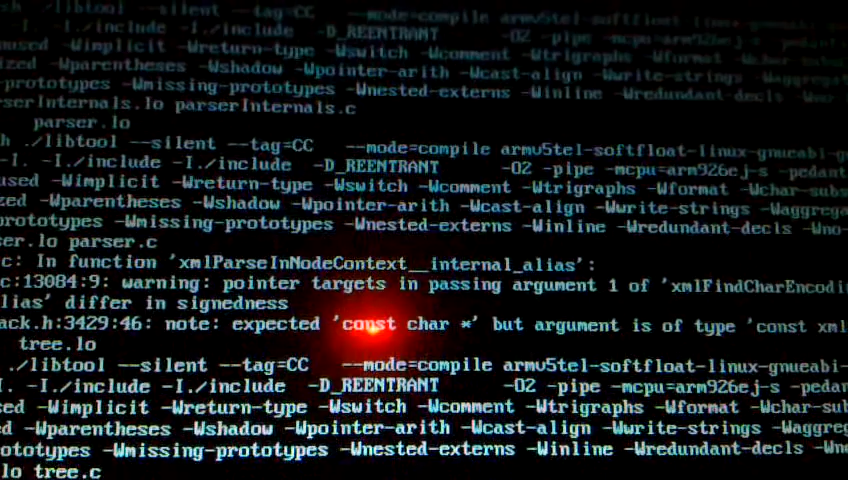 h ./libtool --silent --tag=CC --mode=compile armv5tel-softfloat-linux-
-I. -I./include -I./include -D_REENTRANT -O2 -pipe -mcpu=arm926ej-s -pedant
used -Wimplicit -Wreturn-type -Wswitch -Wcomment -Wtrigraphs -Wformat -Wchar-subs
ized -Wparentheses -Wshadow -Wpointer-arith -Wcast-align -Wwrite-strings -Waggregat
prototypes -Wmissing-prototypes -Wnested-externs -Winline -Wredundant-decls -Wno-
serInternals.lo parserInternals.c
parser.lo
h ./libtool --silent --tag=CC --mode=compile armv5tel-softfloat-linux-gnueabi-g
-I. -I./include -I./include -D_REENTRANT -O2 -pipe -mcpu=arm926ej-s -pedant
used -Wimplicit -Wreturn-type -Wswitch -Wcomment -Wtrigraphs -Wformat -Wchar-subs
zed -Wparentheses -Wshadow -Wpointer-arith -Wcast-align -Wwrite-strings -Waggrega
rototypes -Wmissing-prototypes -Wnested-externs -Winline -Wredundant-decls -Wno-
ser.lo parser.c
c: In function 'xmlParseInNodeContext__internal_alias':
c:13084:9: warning: pointer targets in passing argument 1 of 'xmlFindCharEncodi
lias' differ in signedness
ack.h:3429:46: note: expected 'const char *' but argument is of type 'const xml
tree.lo
./libtool --silent --tag=CC --mode=compile armv5tel-softfloat-linux-gnueabi-
I. -I./include -I./include -D_REENTRANT -O2 -pipe -mcpu=arm926ej-s -pedan
sed -Wimplicit -Wreturn-type -Wswitch -Wcomment -Wtrigraphs -Wformat -Wchar-sub
d -Wparentheses -Wshadow -Wpointer-arith -Wcast-align -Wwrite-strings -Waggreg
ototypes -Wmissing-prototypes -Wnested-externs -Winline -Wredundant-decls -Wno
lo tree.c